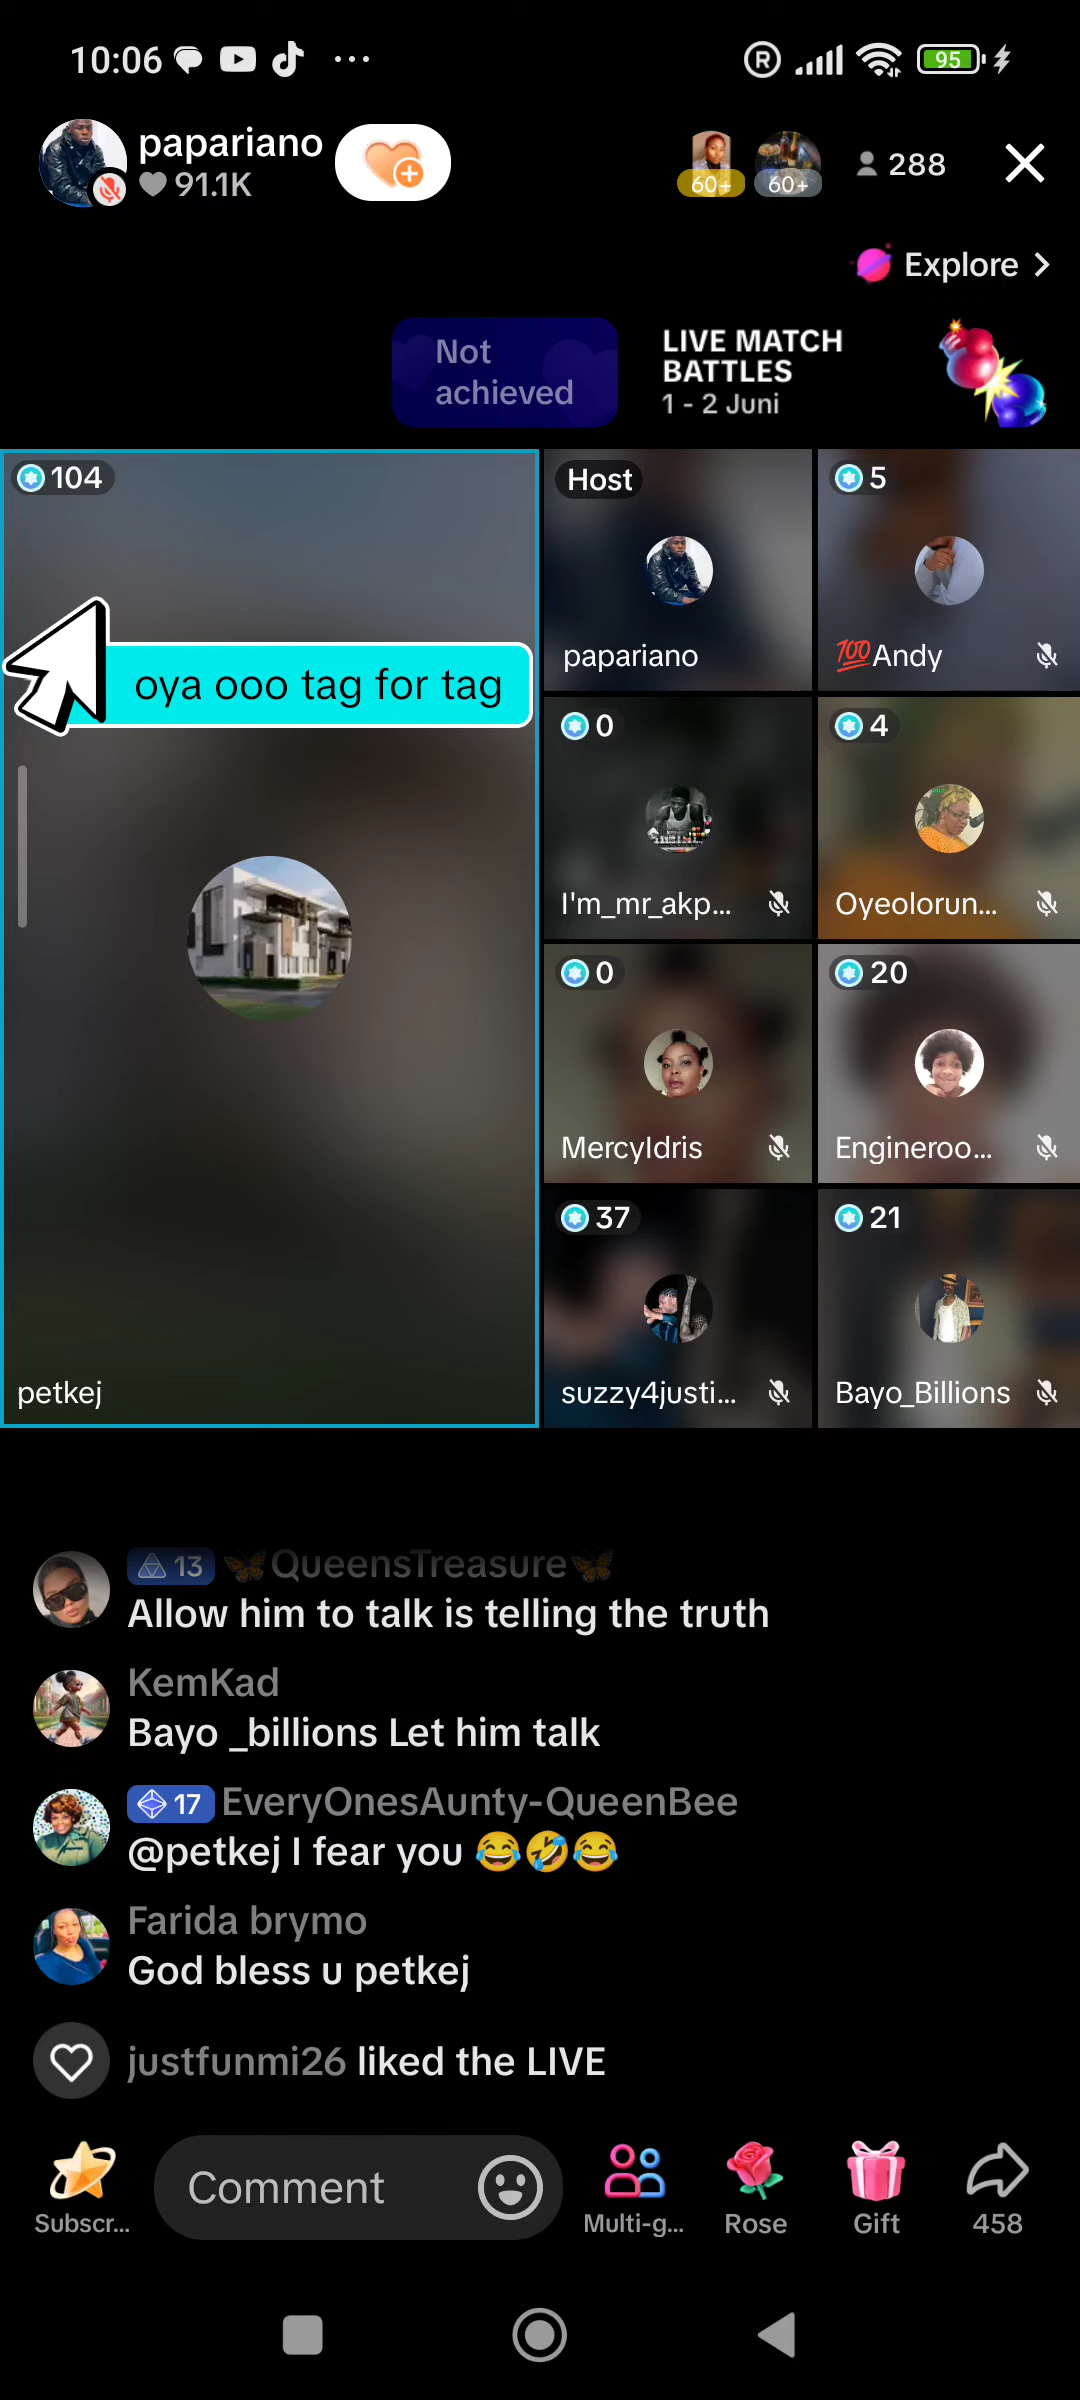 10:06
95
papariano
91.1K
60+
60+
288
Explore
Not
achieved
LIVE MATCH
BATTLES
1 - 2 Juni
104
oya ooo tag for tag
petkej
Host
papariano
5
💯Andy
0
I'm_mr_akp...
4
Oyeolorun...
0
MercyIdris
20
Engineroo...
37
suzzy4justi...
21
Bayo_Billions
13 🦋QueensTreasure🦋
Allow him to talk is telling the truth
KemKad
Bayo _billions Let him talk
17 EveryOnesAunty-QueenBee
@petkej I fear you 😂🤣😂
Farida brymo
God bless u petkej
justfunmi26 liked the LIVE
Subscr...
Comment
Multi-g...
Rose
Gift
458